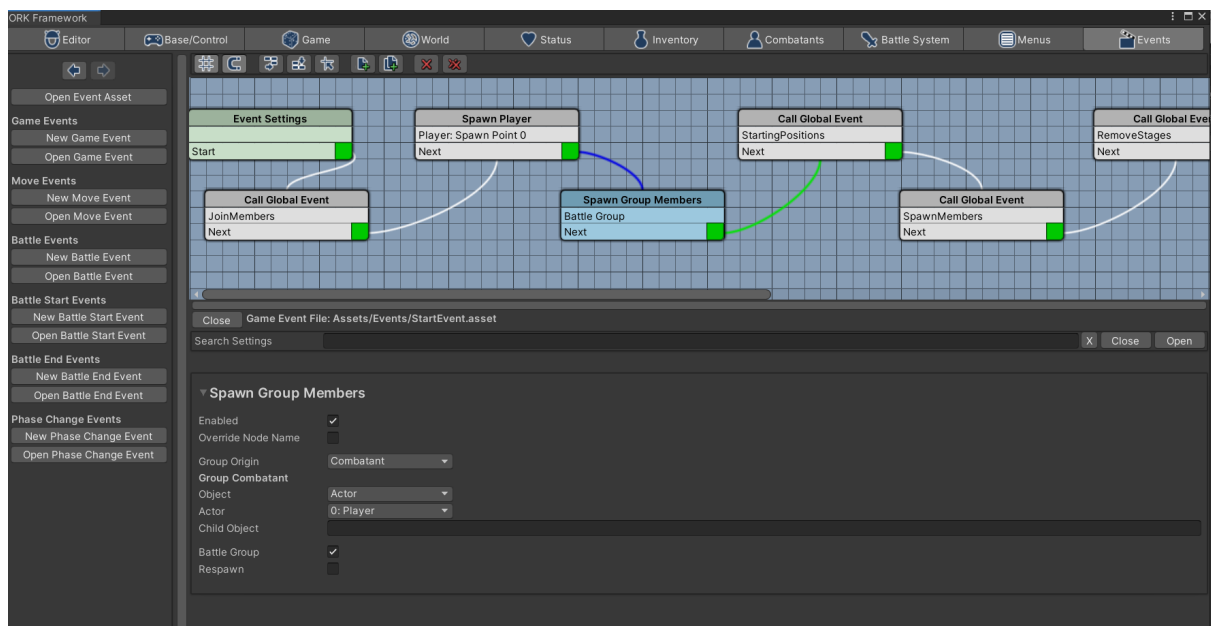 ORK Framework
Editor Base/Control Game World Status Inventory Combatants Battle System Menus Events
Open Event Asset
Game Events
New Game Event
Open Game Event
Move Events
New Move Event
Open Move Event
Battle Events
New Battle Event
Open Battle Event
Battle Start Events
New Battle Start Event
Open Battle Start Event
Battle End Events
New Battle End Event
Open Battle End Event
Phase Change Events
New Phase Change Event
Open Phase Change Event
Event Settings
Start
Call Global Event
JoinMembers
Next
Spawn Player
Player: Spawn Point 0
Next
Spawn Group Members
Battle Group
Next
Call Global Event
StartingPositions
Next
Call Global Event
SpawnMembers
Next
Call Global Eve
RemoveStages
Next
Close Game Event File: Assets/Events/StartEvent.asset
Search Settings X Close Open
Spawn Group Members
Enabled
Override Node Name
Group Origin Combatant
Group Combatant
Object Actor
Actor 0: Player
Child Object
Battle Group
Respawn